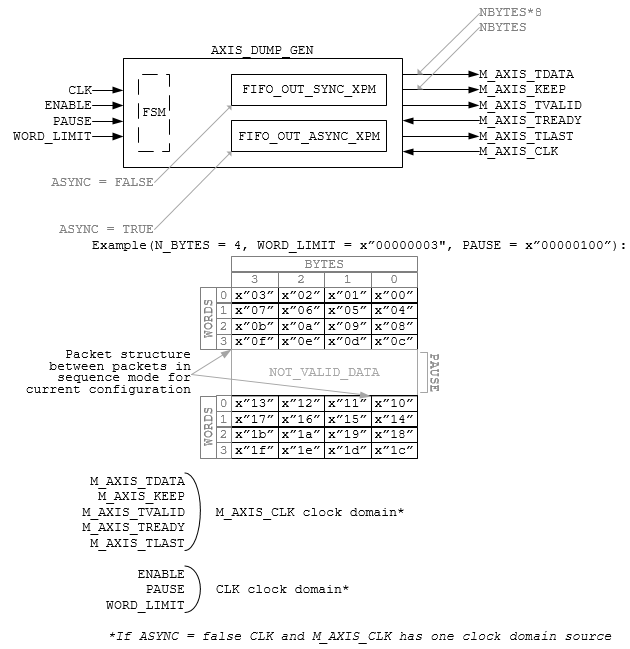 NBYTES*8
NBYTES
AXIS_DUMP_GEN
CLK
ENABLE
PAUSE
WORD_LIMIT
FSM
FIFO_OUT_SYNC_XPM
FIFO_OUT_ASYNC_XPM
M_AXIS_TDATA
M_AXIS_KEEP
M_AXIS_TVALID
M_AXIS_TREADY
M_AXIS_TLAST
M_AXIS_CLK
ASYNC = FALSE
ASYNC = TRUE
Example(N_BYTES = 4, WORD_LIMIT = x"00000003", PAUSE = x"00000100"):
BYTES
3 2 1 0
WORDS
0 x"03" x"02" x"01" x"00"
1 x"07" x"06" x"05" x"04"
2 x"0b" x"0a" x"09" x"08"
3 x"0f" x"0e" x"0d" x"0c"
Packet structure
between packets in
sequence mode for
current configuration
NOT_VALID_DATA
PAUSE
WORDS
0 x"13" x"12" x"11" x"10"
1 x"17" x"16" x"15" x"14"
2 x"1b" x"1a" x"19" x"18"
3 x"1f" x"1e" x"1d" x"1c"
M_AXIS_TDATA
M_AXIS_KEEP
M_AXIS_TVALID
M_AXIS_TREADY
M_AXIS_TLAST
M_AXIS_CLK clock domain*
ENABLE
PAUSE
WORD_LIMIT
CLK clock domain*
*If ASYNC = false CLK and M_AXIS_CLK has one clock domain source